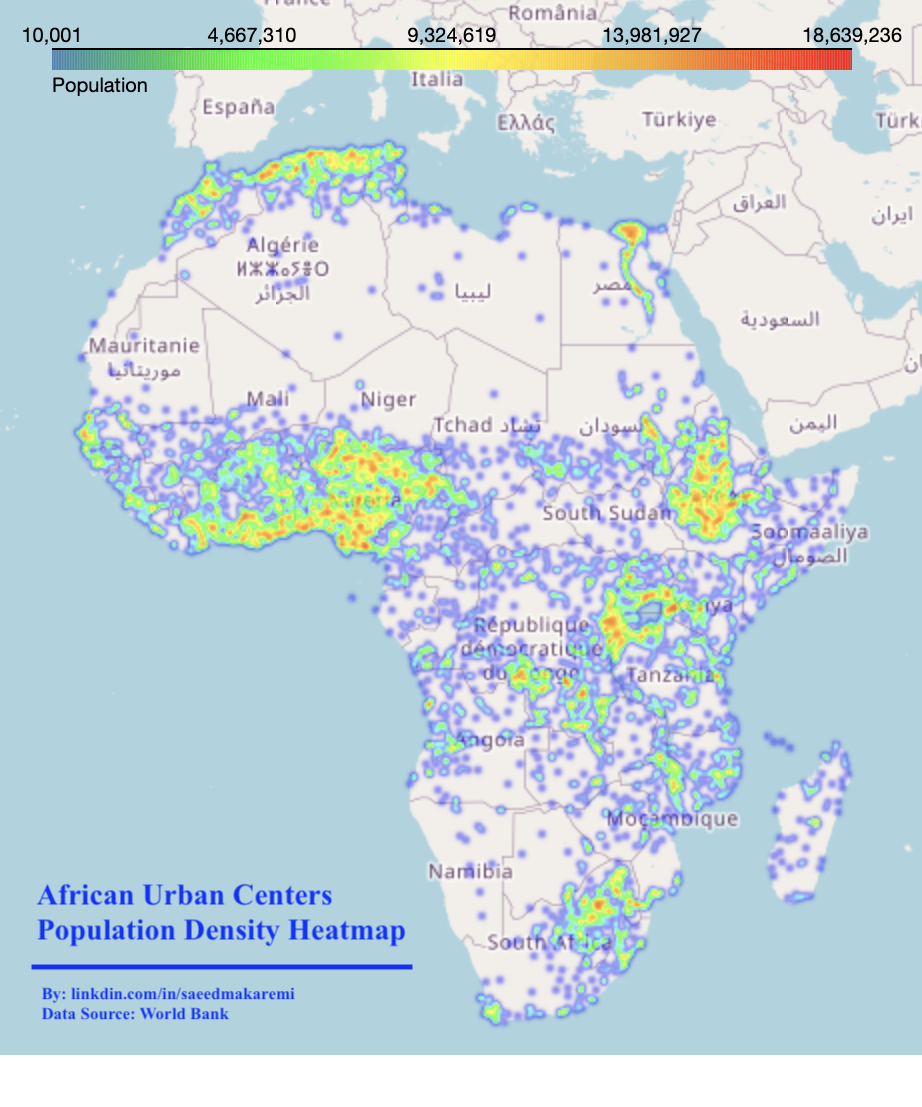 România
10,001 4,667,310 9,324,619 13,981,927 18,639,236
Population
Italia
España
Ελλάς
Türkiye
العراق
ایران
Algérie
ⵍⵣⵣⴰⵢⴻⵔ
الجزائر
ليبيا
مصر
السعودية
Mauritanie
موريتانيا
Mali
Niger
Tchad تشاد
السودان
اليمن
Nigeria
South Sudan
Soomaaliya
الصومال
Kenya
République
démocratique
du Congo
Tanzania
Angola
Moçambique
Namibia
African Urban Centers
Population Density Heatmap
South Africa
By: linkdin.com/in/saeedmakaremi
Data Source: World Bank